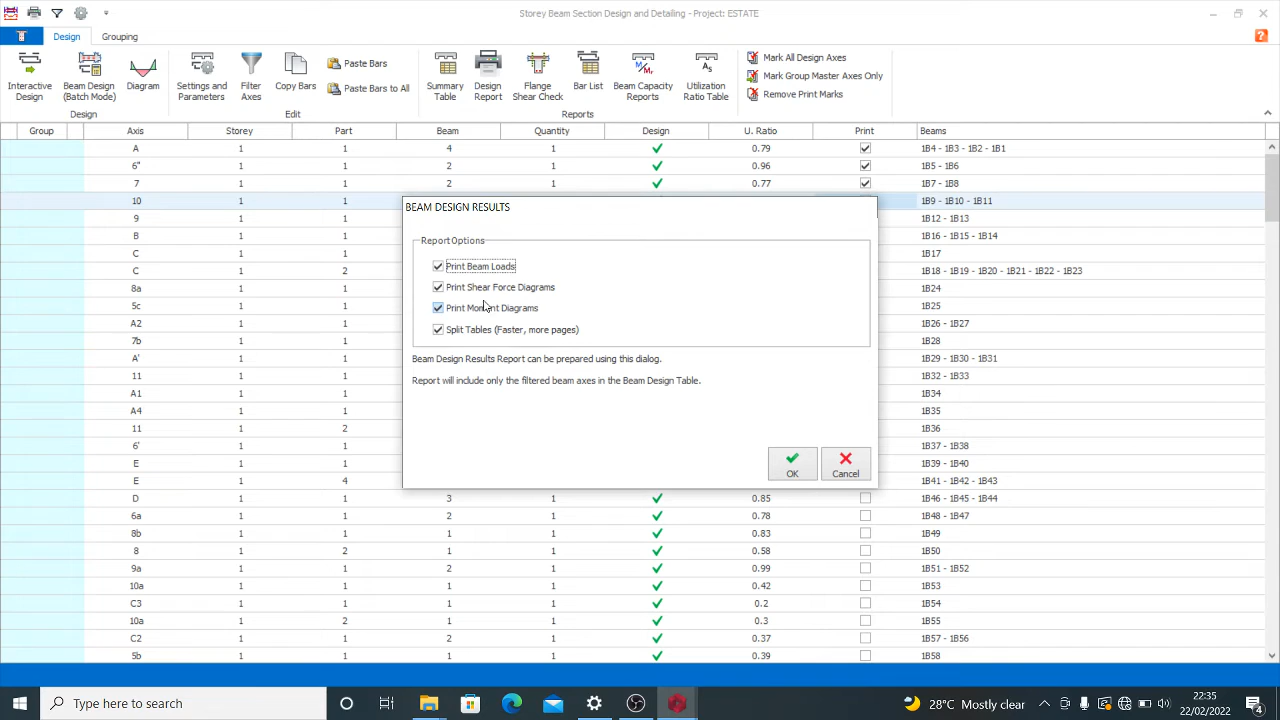 Storey Beam Section Design and Detailing - Project: ESTATE
Design Grouping
Interactive Design
Beam Design (Batch Mode)
Diagram
Settings and Parameters
Filter Axes
Copy Bars
Paste Bars
Paste Bars to All
Summary Table
Design Report
Flange Shear Check
Bar List
Beam Capacity Reports
Utilization Ratio Table
Mark All Design Axes
Mark Group Master Axes Only
Remove Print Marks
Design Edit Reports
Group Axis Storey Part Beam Quantity Design U. Ratio Print Beams
A 1 1 4 1 0.79 1B4 - 1B3 - 1B2 - 1B1
6" 1 1 2 1 0.96 1B5 - 1B6
7 1 1 2 1 0.77 1B7 - 1B8
10 1 1 1B9 - 1B10 - 1B11
9 1 1 1B12 - 1B13
B 1 1 1B16 - 1B15 - 1B14
C 1 1 1B17
C 1 2 1B18 - 1B19 - 1B20 - 1B21 - 1B22 - 1B23
8a 1 1 1B24
5c 1 1 1B25
A2 1 1 1B26 - 1B27
7b 1 1 1B28
A' 1 1 1B29 - 1B30 - 1B31
11 1 1 1B32 - 1B33
A1 1 1 1B34
A4 1 1 1B35
11 1 2 1B36
6' 1 1 1B37 - 1B38
E 1 1 1B39 - 1B40
E 1 4 1B41 - 1B42 - 1B43
D 1 1 3 1 0.85 1B46 - 1B45 - 1B44
6a 1 1 2 1 0.78 1B48 - 1B47
8b 1 1 1 1 0.83 1B49
8 1 2 1 1 0.58 1B50
9a 1 1 2 1 0.99 1B51 - 1B52
10a 1 1 1 1 0.42 1B53
C3 1 1 1 1 0.2 1B54
10a 1 2 1 1 0.3 1B55
C2 1 1 2 1 0.37 1B57 - 1B56
5b 1 1 1 1 0.39 1B58
BEAM DESIGN RESULTS
Report Options
Print Beam Loads
Print Shear Force Diagrams
Print Moment Diagrams
Split Tables (Faster, more pages)
Beam Design Results Report can be prepared using this dialog.
Report will include only the filtered beam axes in the Beam Design Table.
OK Cancel
Type here to search
28°C Mostly clear
22:35
22/02/2022
4